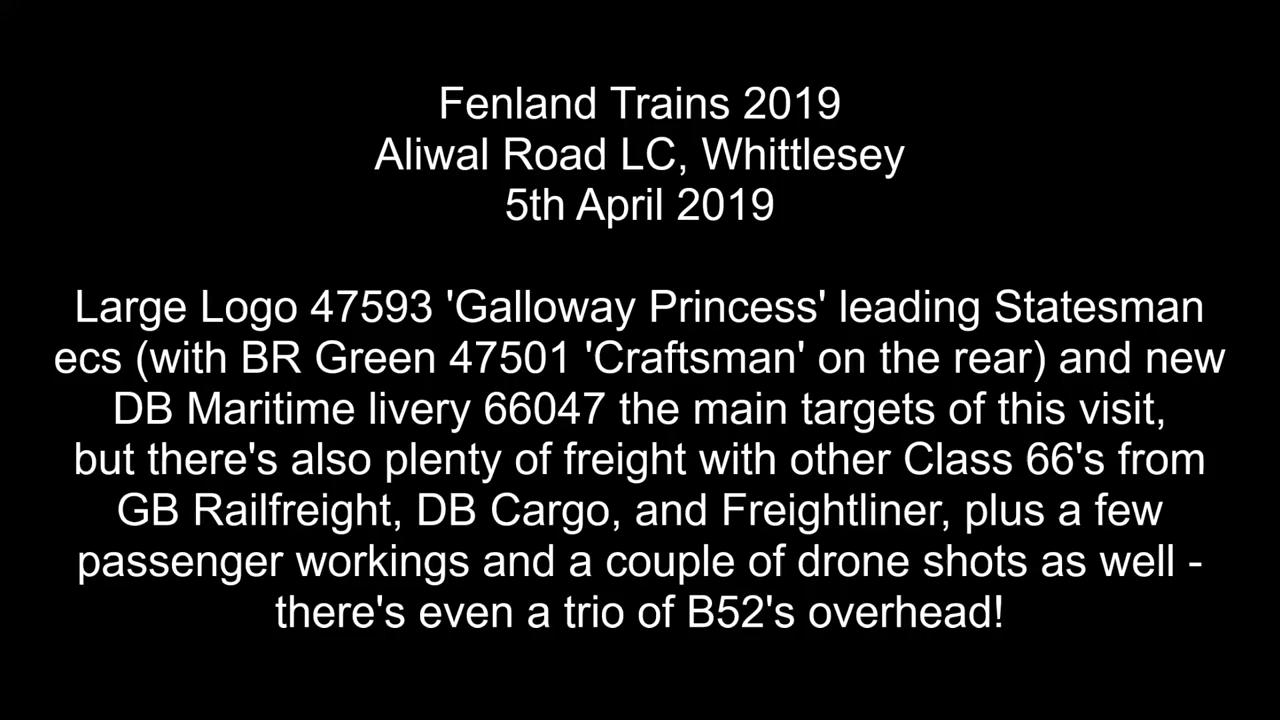 Fenland Trains 2019
Aliwal Road LC, Whittlesey
5th April 2019
Large Logo 47593 'Galloway Princess' leading Statesman
ecs (with BR Green 47501 'Craftsman' on the rear) and new
DB Maritime livery 66047 the main targets of this visit,
but there's also plenty of freight with other Class 66's from
GB Railfreight, DB Cargo, and Freightliner, plus a few
passenger workings and a couple of drone shots as well -
there's even a trio of B52's overhead!